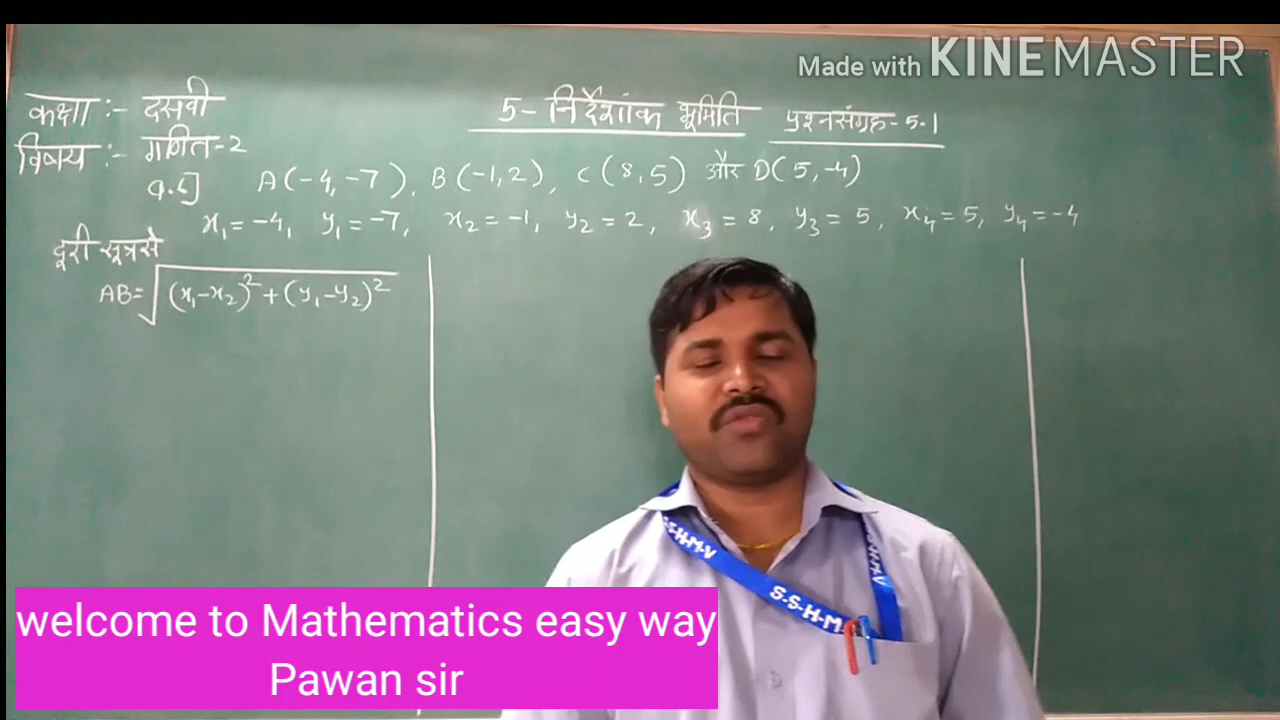 Made with KINEMASTER
कक्षा :- दसवी
5- निर्देशांक भूमिति प्रश्नसंग्रह-5.1
विषय :- गणित-2
Q.6] A(-4, -7), B(-1, 2), C(8, 5) और D(5, -4)
x₁ = -4, y₁ = -7, x₂ = -1, y₂ = 2, x₃ = 8, y₃ = 5, x₄ = 5, y₄ = -4
दूरी सूत्रसे
AB = √(x₁-x₂)² + (y₁-y₂)²
S-S-H-M-V
S-S-H-M
S-H-M-V
welcome to Mathematics easy way
Pawan sir